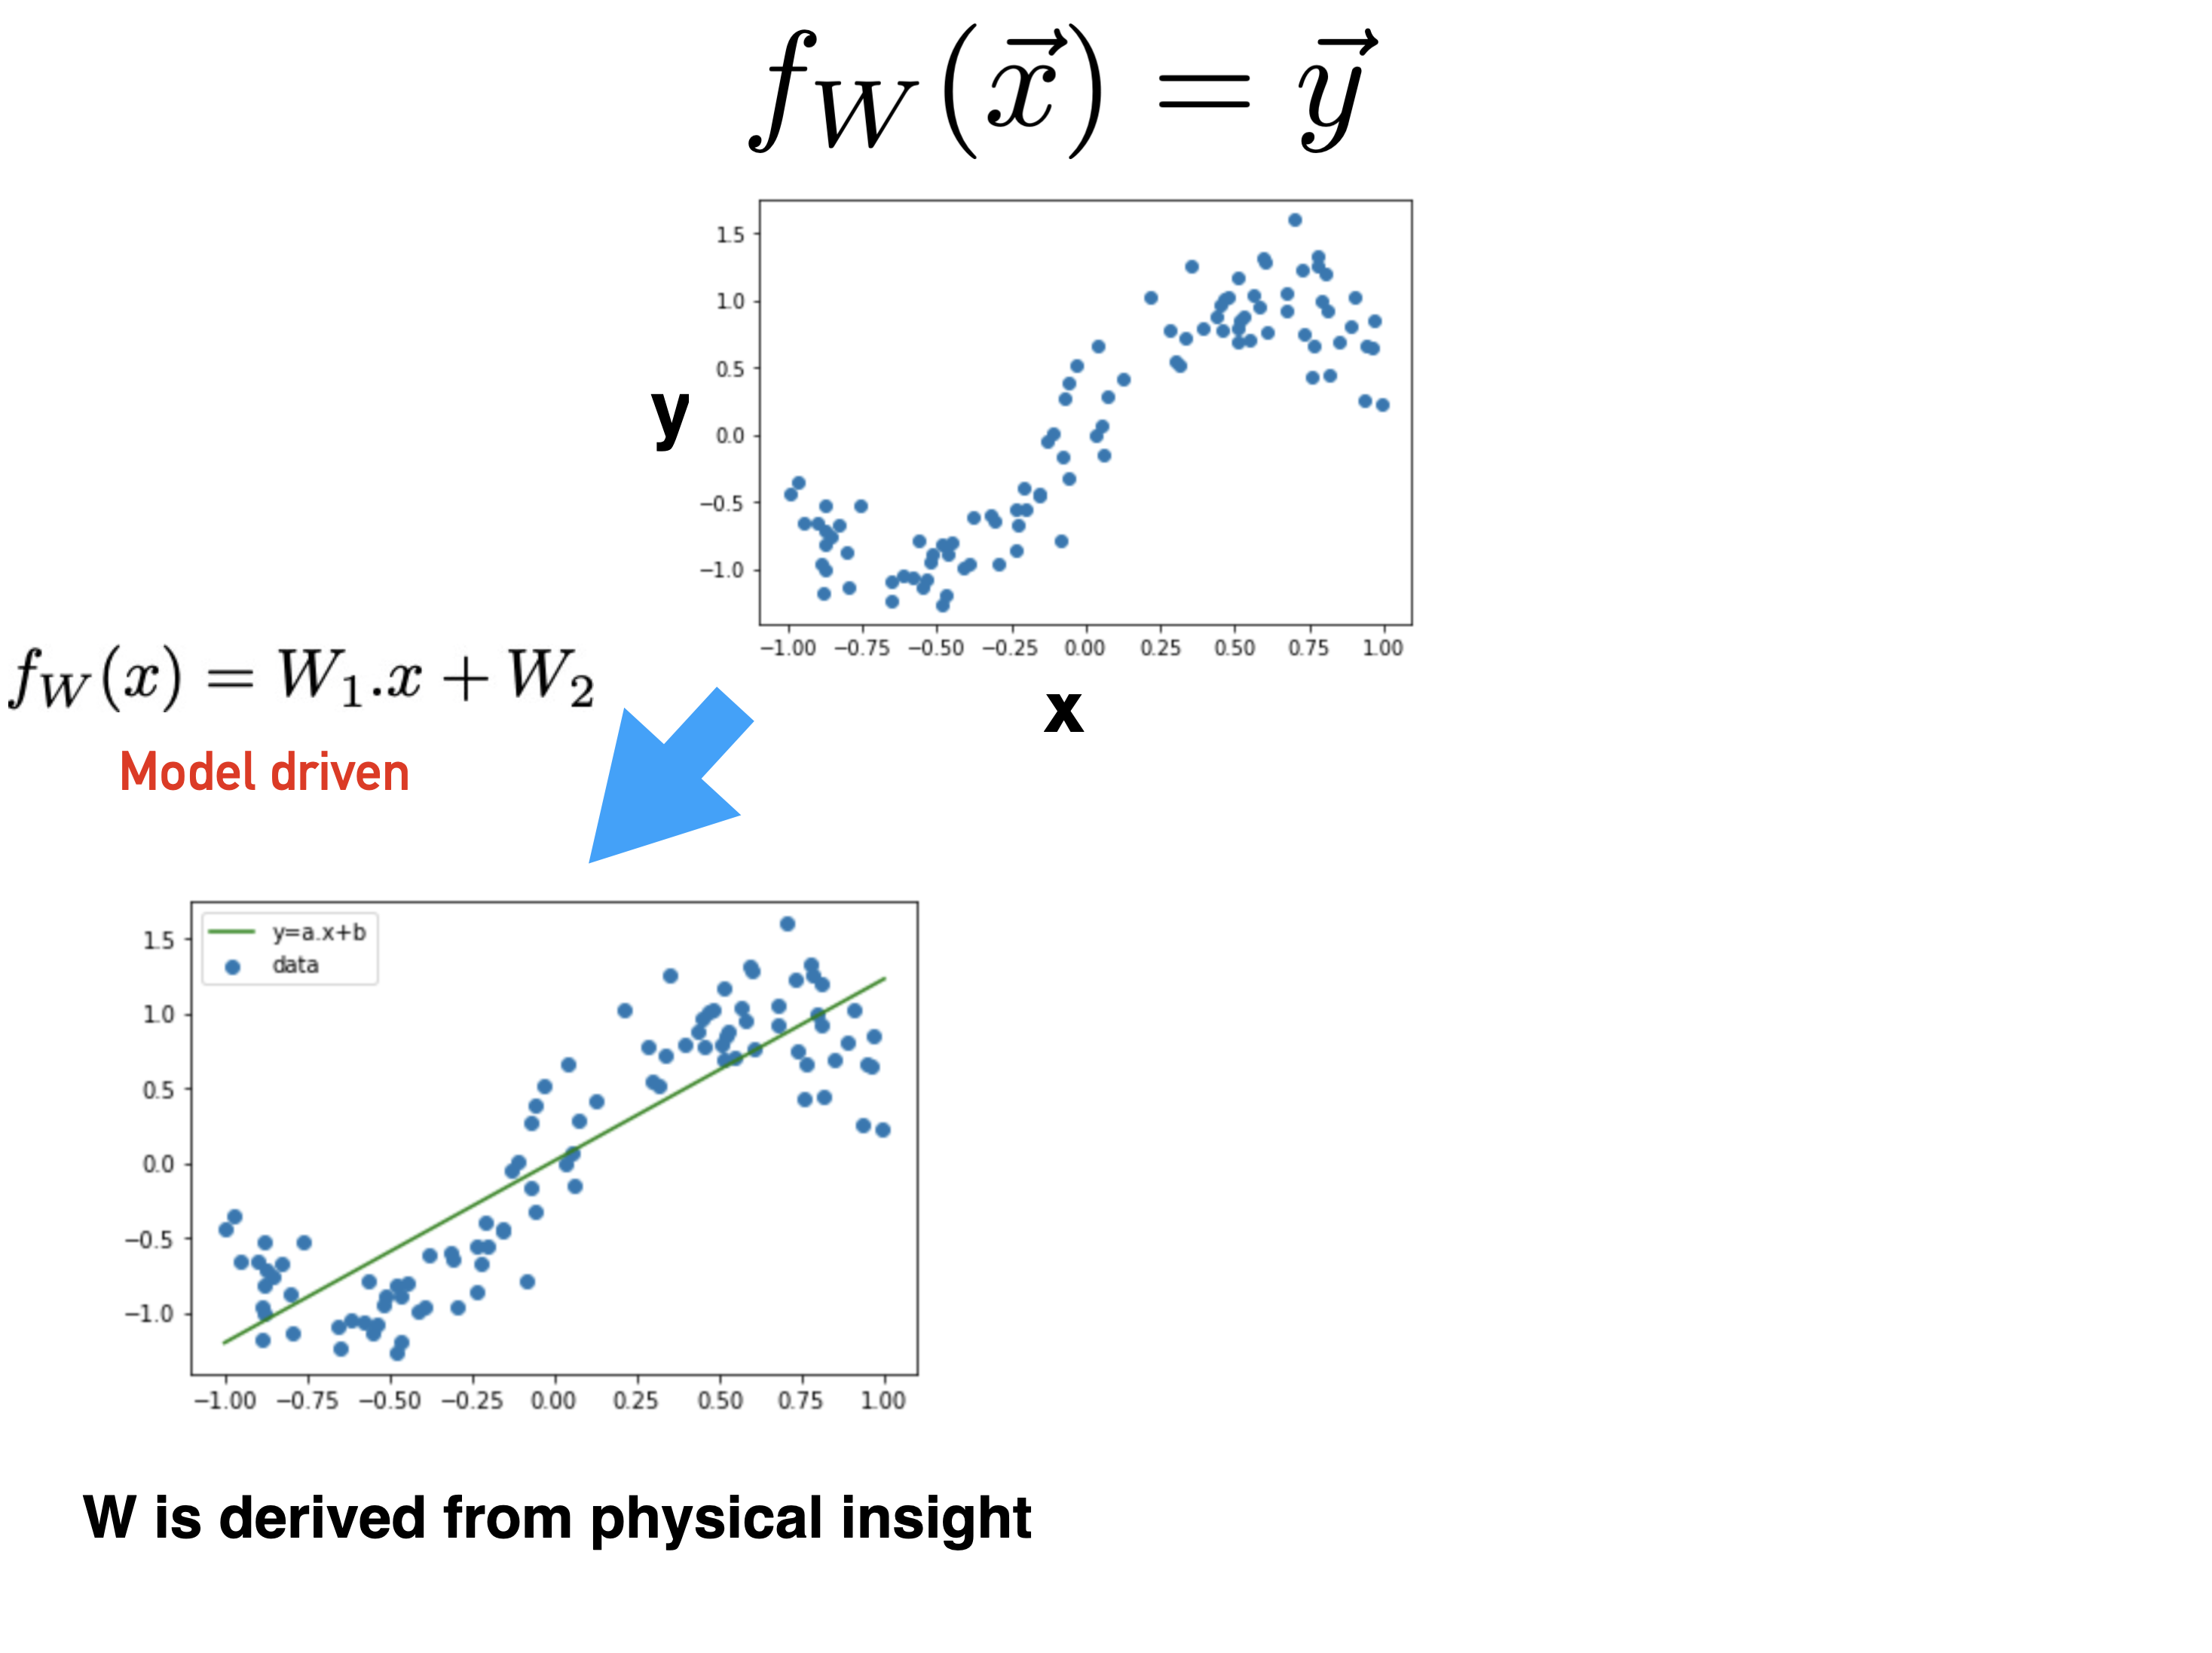 f_W(\vec{x}) = \vec{y}
1.5
1.0
0.5
0.0
−0.5
−1.0
y
−1.00 −0.75 −0.50 −0.25 0.00 0.25 0.50 0.75 1.00
x
f_W(x) = W_1.x + W_2
Model driven
y=a.x+b
data
1.5
1.0
0.5
0.0
−0.5
−1.0
−1.00 −0.75 −0.50 −0.25 0.00 0.25 0.50 0.75 1.00
W is derived from physical insight